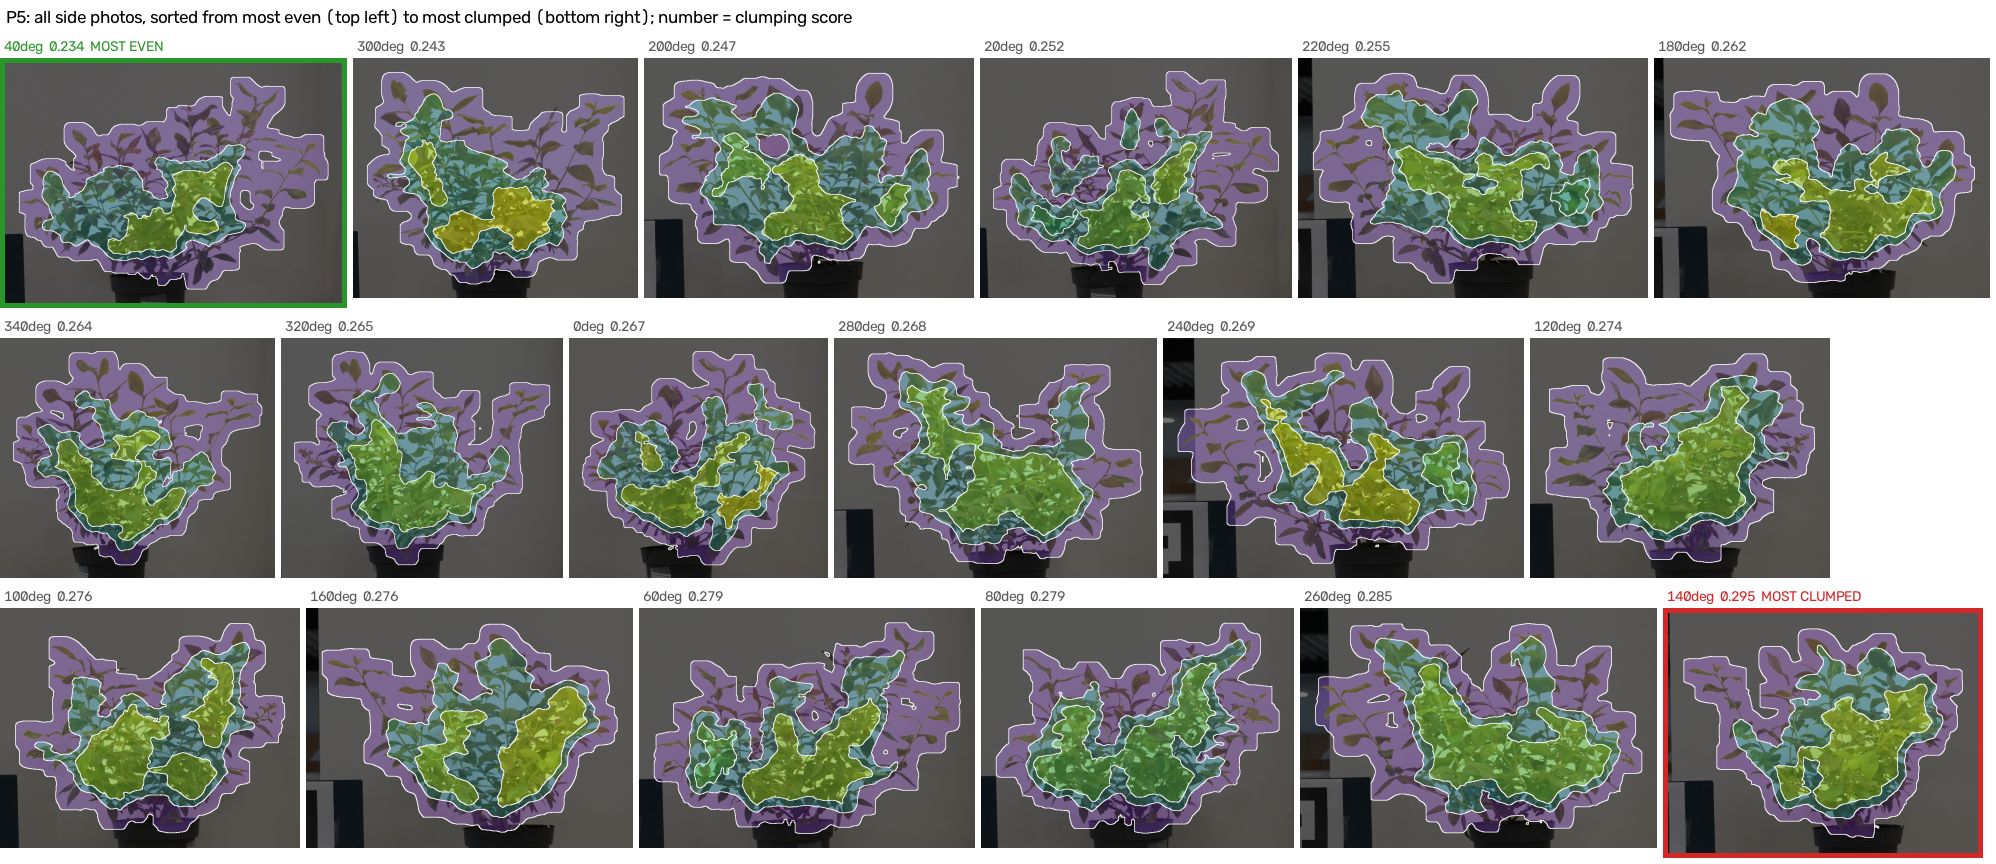 P5: all side photos, sorted from most even (top left) to most clumped (bottom right); number = clumping score
40deg 0.234 MOST EVEN
300deg 0.243
200deg 0.247
20deg 0.252
220deg 0.255
180deg 0.262
340deg 0.264
320deg 0.265
0deg 0.267
280deg 0.268
240deg 0.269
120deg 0.274
100deg 0.276
160deg 0.276
60deg 0.279
80deg 0.279
260deg 0.285
140deg 0.295 MOST CLUMPED